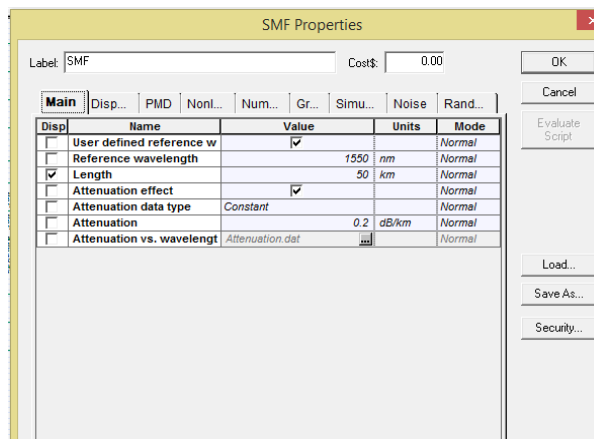 SMF Properties
Label: SMF Cost$: 0.00 OK
Cancel
Evaluate
Script
Main Disp... PMD Nonl... Num... Gr... Simu... Noise Rand...
Disp Name Value Units Mode
User defined reference w Normal
Reference wavelength 1550 nm Normal
Length 50 km Normal
Attenuation effect Normal
Attenuation data type Constant Normal
Attenuation 0.2 dB/km Normal
Attenuation vs. wavelengt Attenuation.dat ... Normal
Load...
Save As...
Security...